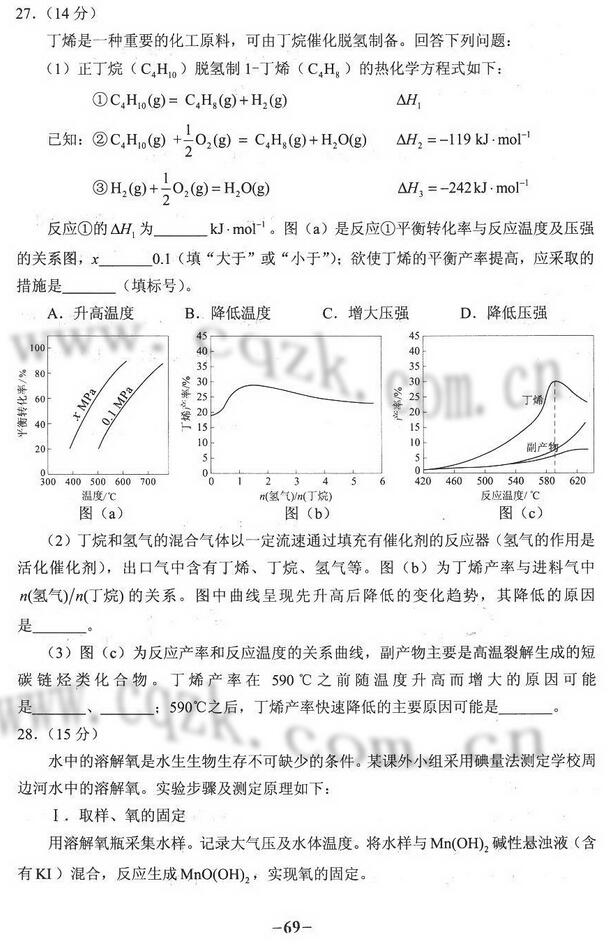 27．（14 分）
丁烯是一种重要的化工原料，可由丁烷催化脱氢制备。回答下列问题：
（1）正丁烷（C₄H₁₀）脱氢制 1-丁烯（C₄H₈）的热化学方程式如下：
①C₄H₁₀(g) = C₄H₈(g)+H₂(g) ΔH₁
已知：②C₄H₁₀(g) +1/2O₂(g) = C₄H₈(g)+H₂O(g) ΔH₂ =−119 kJ·mol⁻¹
③H₂(g)+1/2O₂(g)=H₂O(g) ΔH₃ =−242kJ·mol⁻¹
反应①的ΔH₁为______ kJ·mol⁻¹。图（a）是反应①平衡转化率与反应温度及压强
的关系图，x______0.1（填“大于”或“小于”）；欲使丁烯的平衡产率提高，应采取的
措施是______（填标号）。
A．升高温度 B．降低温度 C．增大压强 D．降低压强
www.cqzk.com.cn
平衡转化率/%
100
80
60
40
20
0
x MPa
0.1 MPa
300 400 500 600 700
温度/℃
图（a）
丁烯产率/%
45
40
35
30
25
20
15
10
5
0
0 1 2 3 4 5 6
n(氢气)/n(丁烷)
图（b）
产率/%
45
40
35
30
25
20
15
10
5
丁烯
副产物
420 460 500 540 580 620
反应温度/℃
图（c）
（2）丁烷和氢气的混合气体以一定流速通过填充有催化剂的反应器（氢气的作用是
活化催化剂），出口气中含有丁烯、丁烷、氢气等。图（b）为丁烯产率与进料气中
n(氢气)/n(丁烷) 的关系。图中曲线呈现先升高后降低的变化趋势，其降低的原因
是______。
（3）图（c）为反应产率和反应温度的关系曲线，副产物主要是高温裂解生成的短
碳链烃类化合物。丁烯产率在 590 ℃之前随温度升高而增大的原因可能
是______、______；590℃之后，丁烯产率快速降低的主要原因可能是______。
www.cqzk.com.cn
28．（15 分）
水中的溶解氧是水生生物生存不可缺少的条件。某课外小组采用碘量法测定学校周
边河水中的溶解氧。实验步骤及测定原理如下：
Ⅰ．取样、氧的固定
用溶解氧瓶采集水样。记录大气压及水体温度。将水样与Mn(OH)₂碱性悬浊液（含
有KI）混合，反应生成MnO(OH)₂，实现氧的固定。
−69−